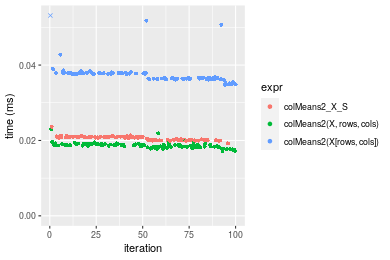 time (ms)
0.04
0.02
0.00
0
25
50
75
100
iteration
expr
colMeans2_X_S
colMeans2(X, rows, cols)
colMeans2(X[rows, cols])